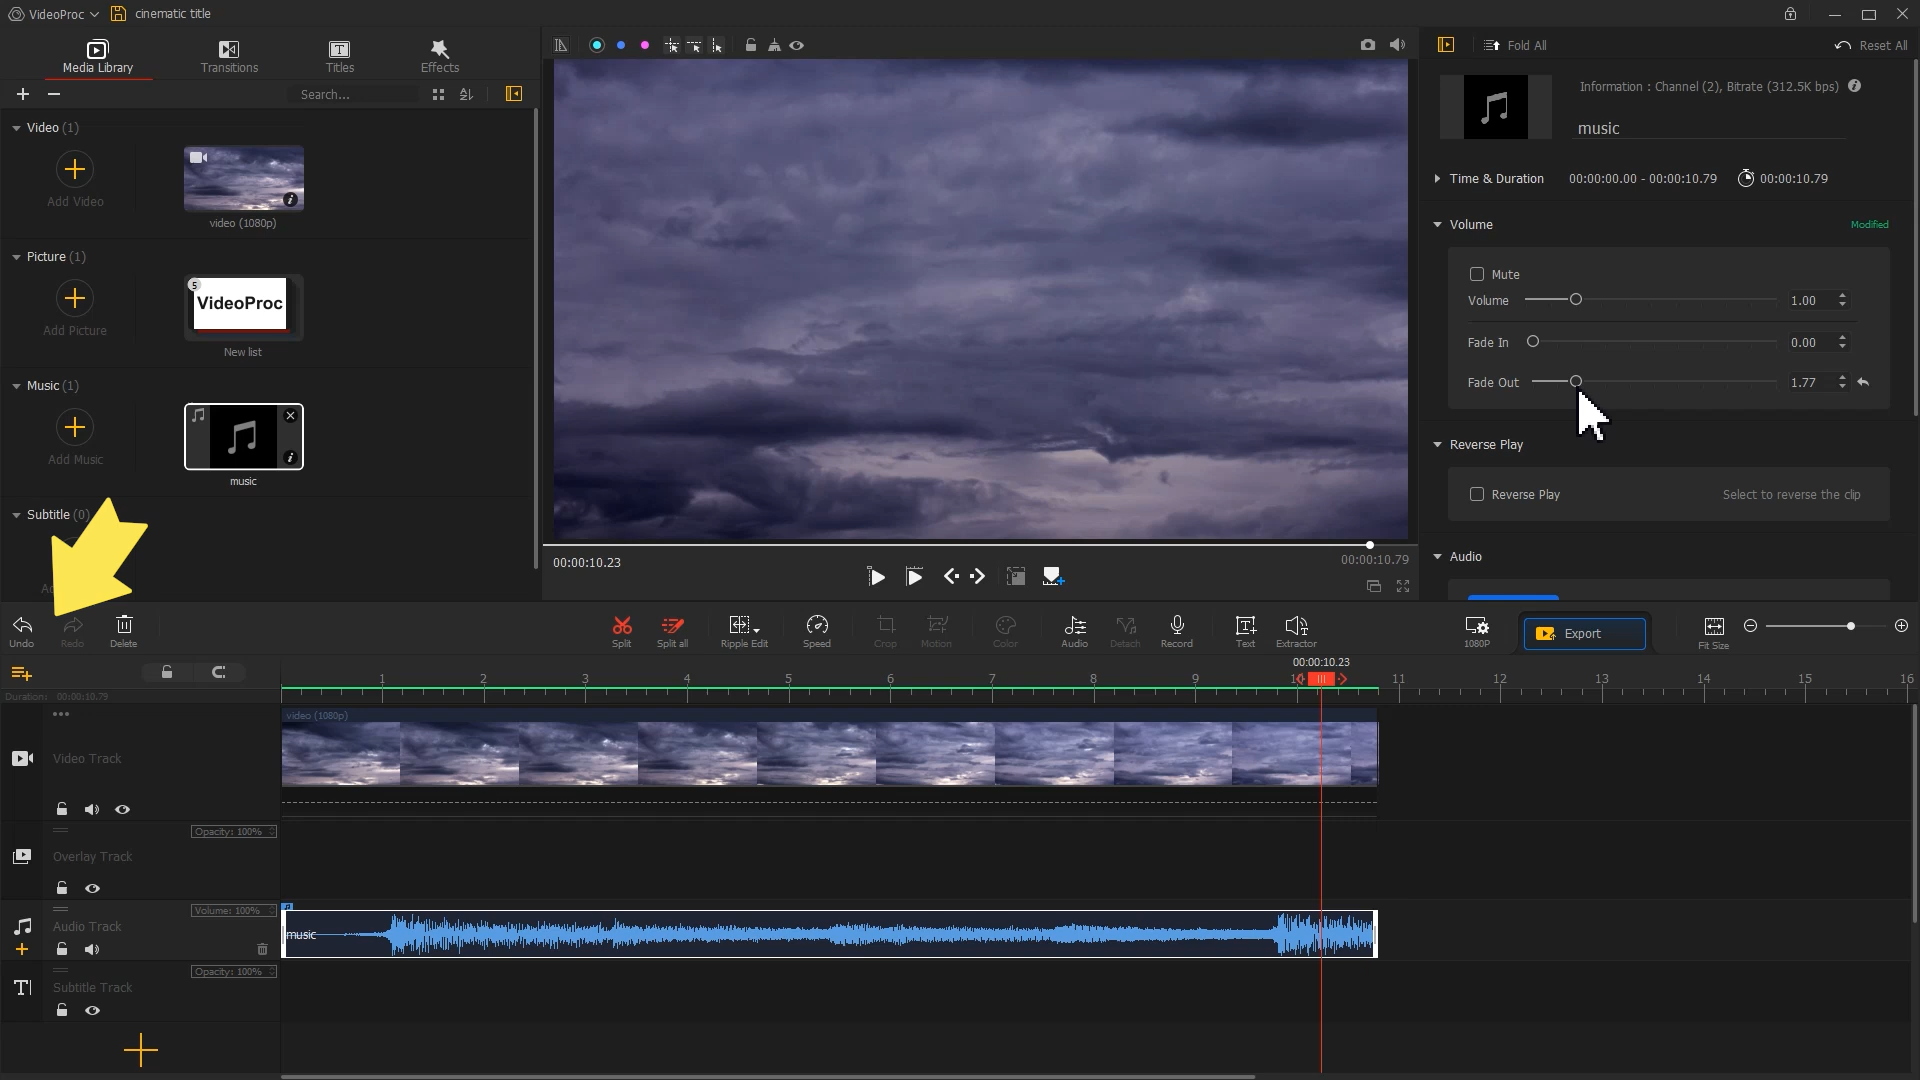 VideoProc cinematic title
Media Library Transitions Titles Effects
Search...
Video (1)
Add Video
video (1080p)
Picture (1)
Add Picture
5
VideoProc
New list
Music (1)
Add Music
music
Subtitle (0)
00:00:10.23 00:00:10.79
Fold All Reset All
Information : Channel (2), Bitrate (312.5K bps)
music
Time & Duration 00:00:00.00 - 00:00:10.79 00:00:10.79
Volume Modified
Mute
Volume 1.00
Fade In 0.00
Fade Out 1.77
Reverse Play
Reverse Play Select to reverse the clip
Audio
Undo Redo Delete Split Split all Ripple Edit Speed Crop Motion Color Audio Detach Record Text Extractor 1080P Export Fit Size
00:00:10.23
1 2 3 4 5 6 7 8 9 11 12 13 14 15 16
Duration: 00:00:10.79
video (1080p)
Video Track
Opacity: 100%
Overlay Track
Volume: 100%
Audio Track
music
Opacity: 100%
Subtitle Track